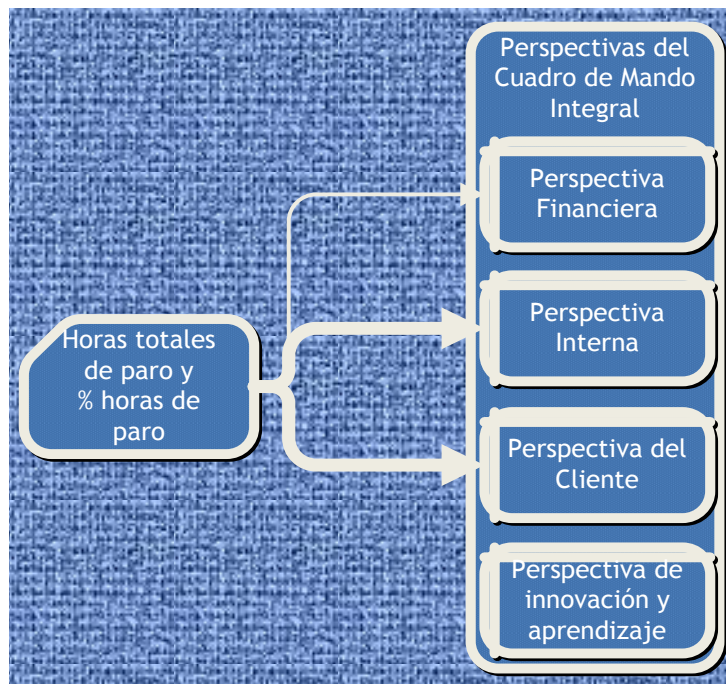 Perspectivas del
Cuadro de Mando
Integral
Perspectiva
Financiera
Perspectiva
Interna
Horas totales
de paro y
% horas de
paro
Perspectiva del
Cliente
Perspectiva de
innovación y
aprendizaje